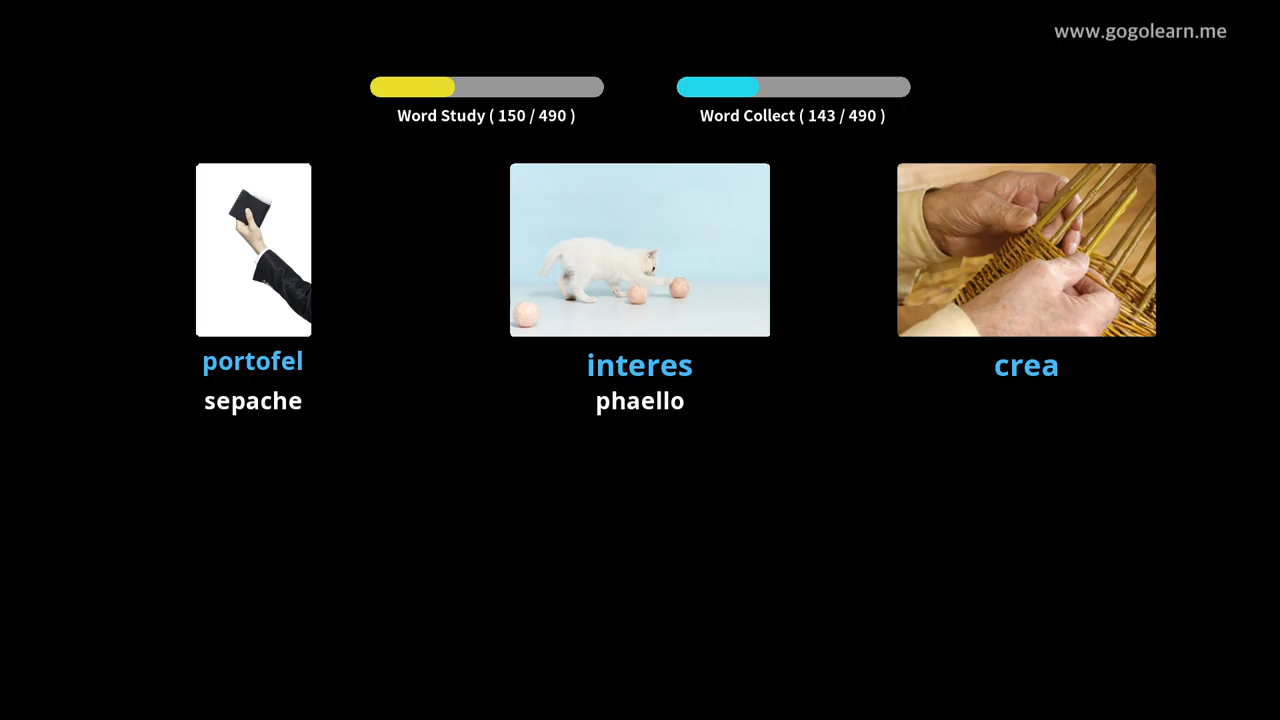 www.gogolearn.me
Word Study ( 150 / 490 )
Word Collect ( 143 / 490 )
portofel
interes
crea
sepache
phaello